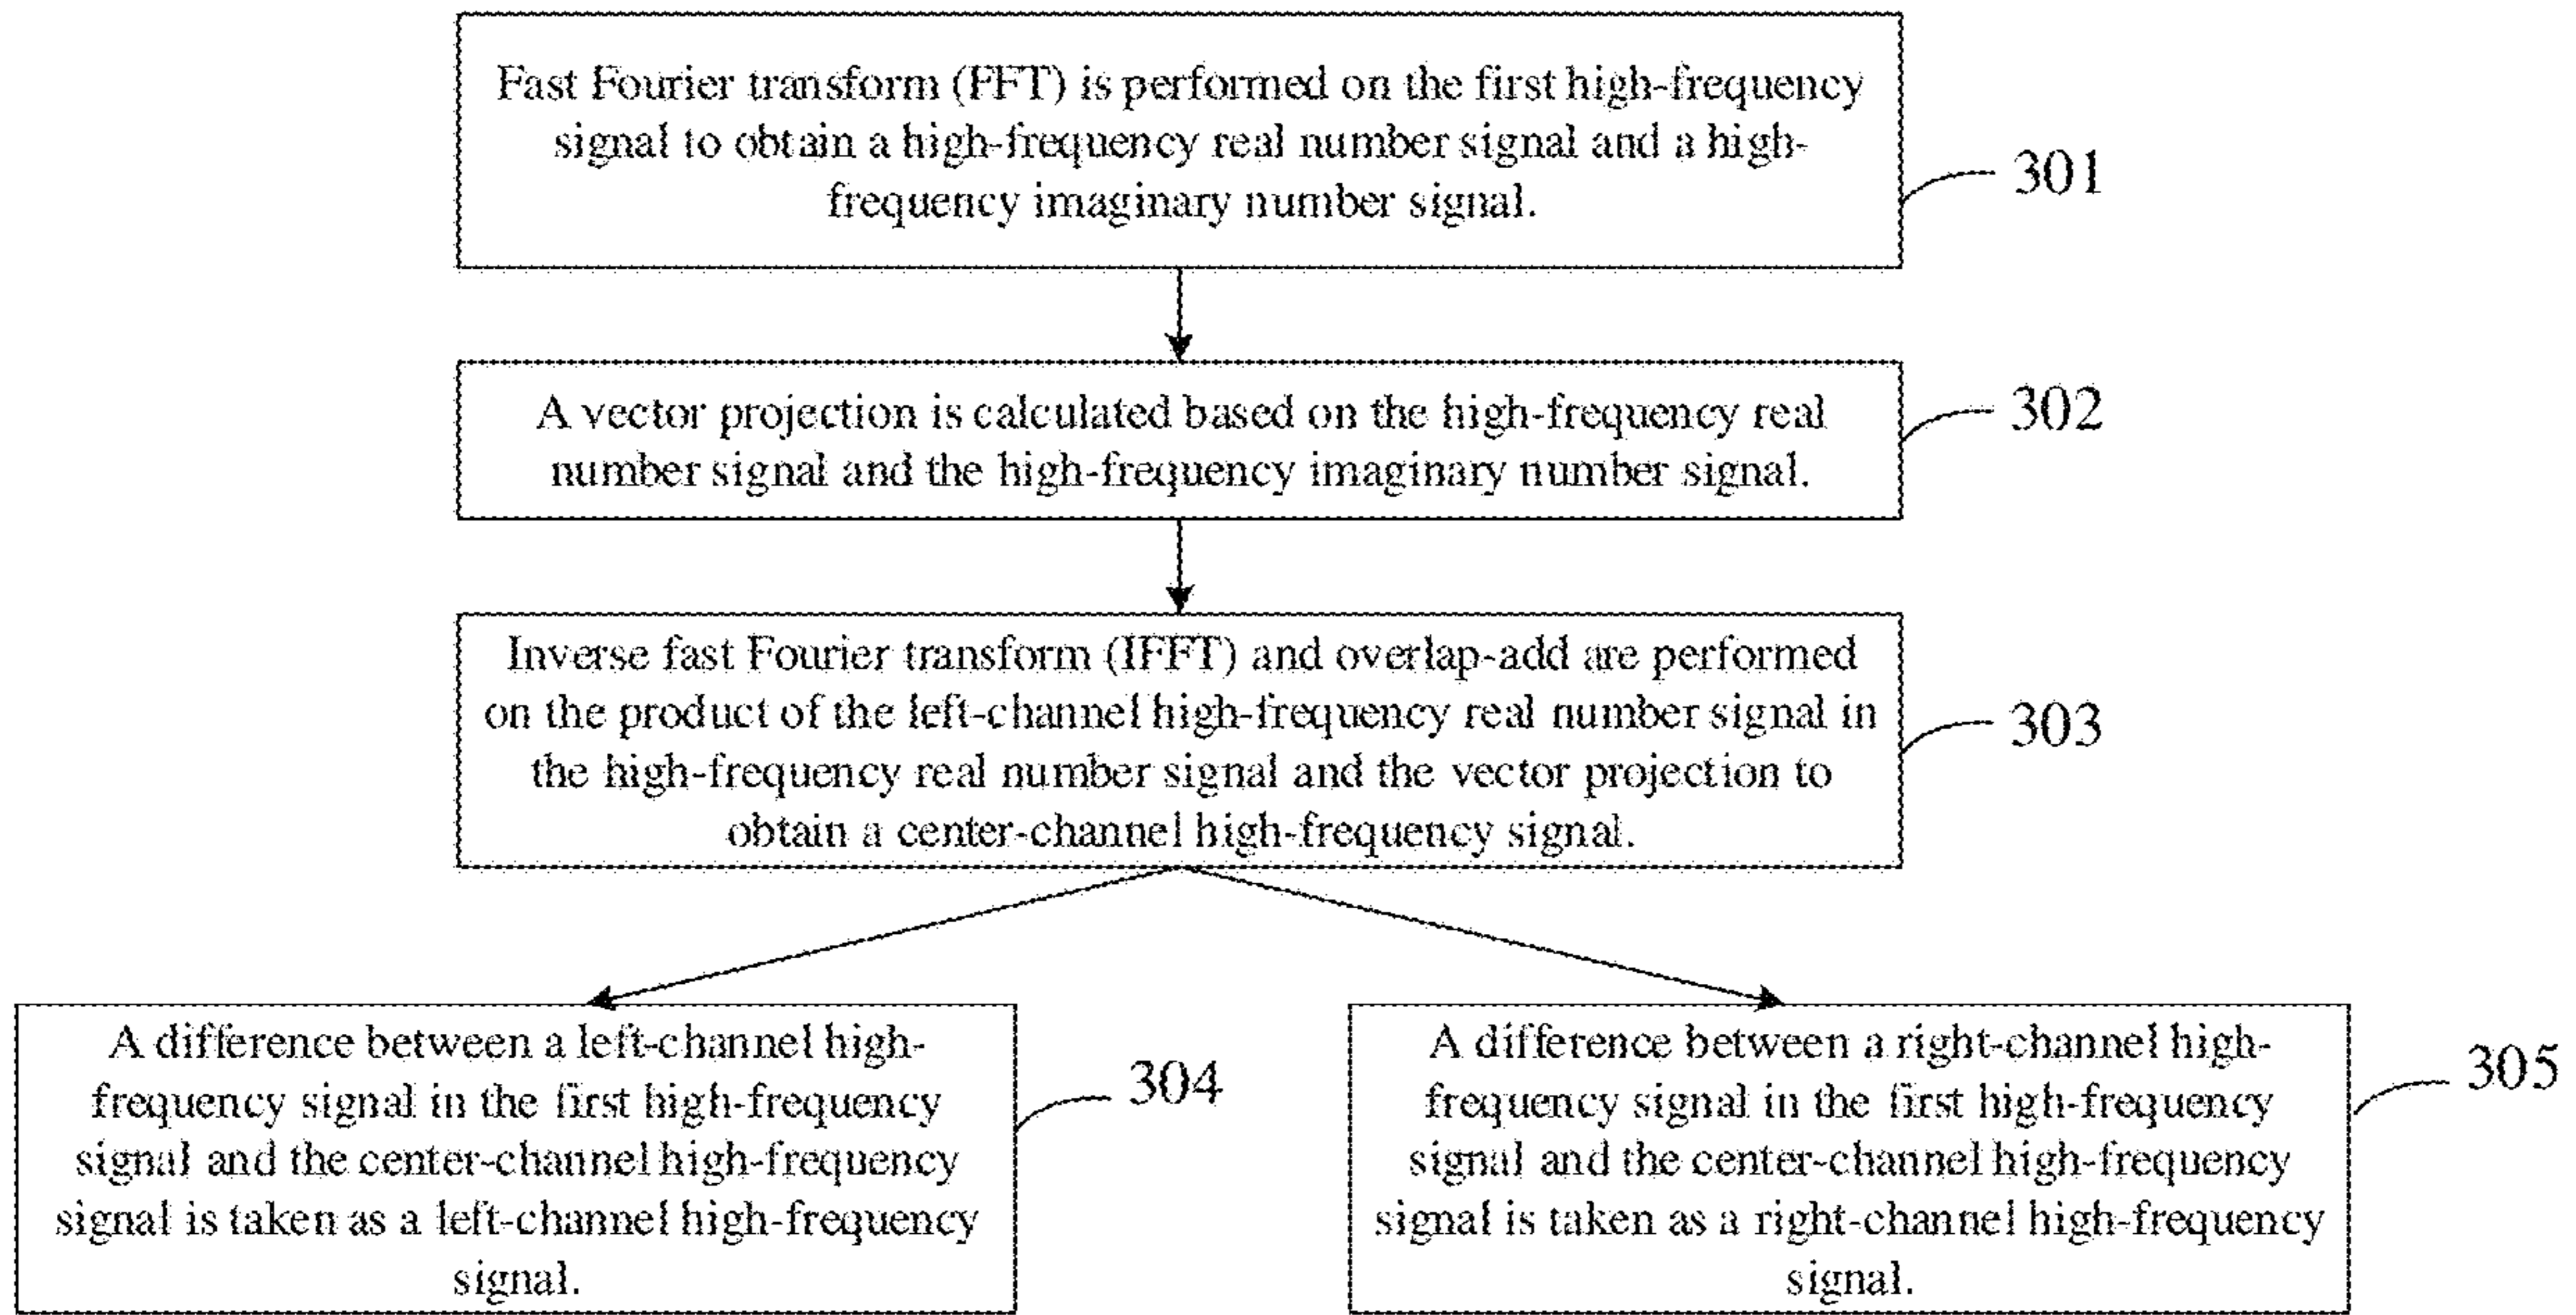 Fast Fourier transform (FFT) is performed on the first high-frequency
signal to obtain a high-frequency real number signal and a high-
frequency imaginary number signal.
301
A vector projection is calculated based on the high-frequency real
number signal and the high-frequency imaginary number signal.
302
Inverse fast Fourier transform (IFFT) and overlap-add are performed
on the product of the left-channel high-frequency real number signal in
the high-frequency real number signal and the vector projection to
obtain a center-channel high-frequency signal.
303
A difference between a left-channel high-
frequency signal in the first high-frequency
signal and the center-channel high-frequency
signal is taken as a left-channel high-frequency
signal.
304
A difference between a right-channel high-
frequency signal in the first high-frequency
signal and the center-channel high-frequency
signal is taken as a right-channel high-frequency
signal.
305